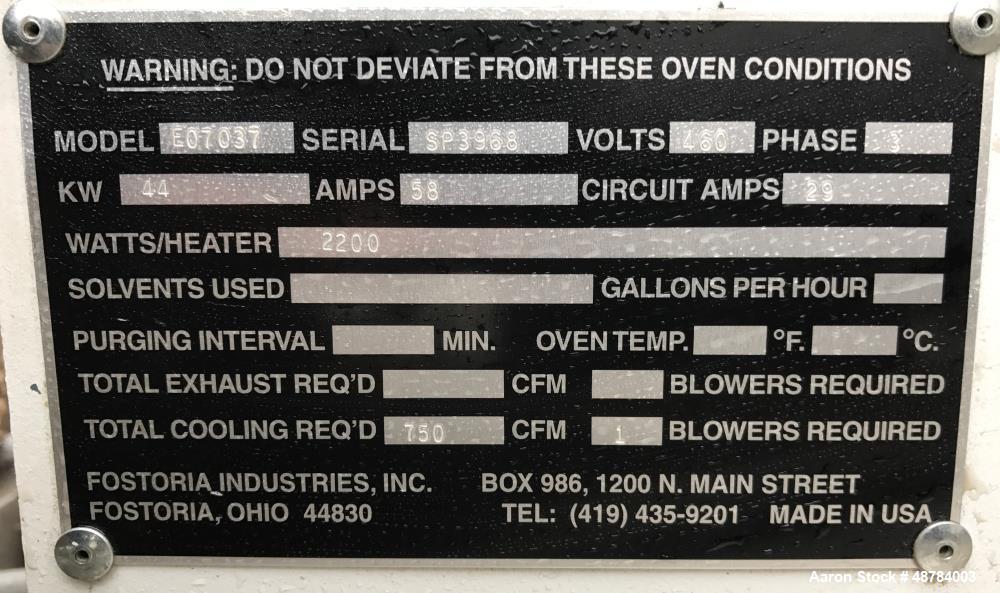 WARNING: DO NOT DEVIATE FROM THESE OVEN CONDITIONS
MODEL E07037 SERIAL SP3968 VOLTS 460 PHASE 3
KW 44 AMPS 58 CIRCUIT AMPS 29
WATTS/HEATER 2200
SOLVENTS USED GALLONS PER HOUR
PURGING INTERVAL MIN. OVEN TEMP. °F. °C.
TOTAL EXHAUST REQ'D CFM BLOWERS REQUIRED
TOTAL COOLING REQ'D 750 CFM 1 BLOWERS REQUIRED
FOSTORIA INDUSTRIES, INC. BOX 986, 1200 N. MAIN STREET
FOSTORIA, OHIO 44830 TEL: (419) 435-9201 MADE IN USA
Aaron Stock # 48784003